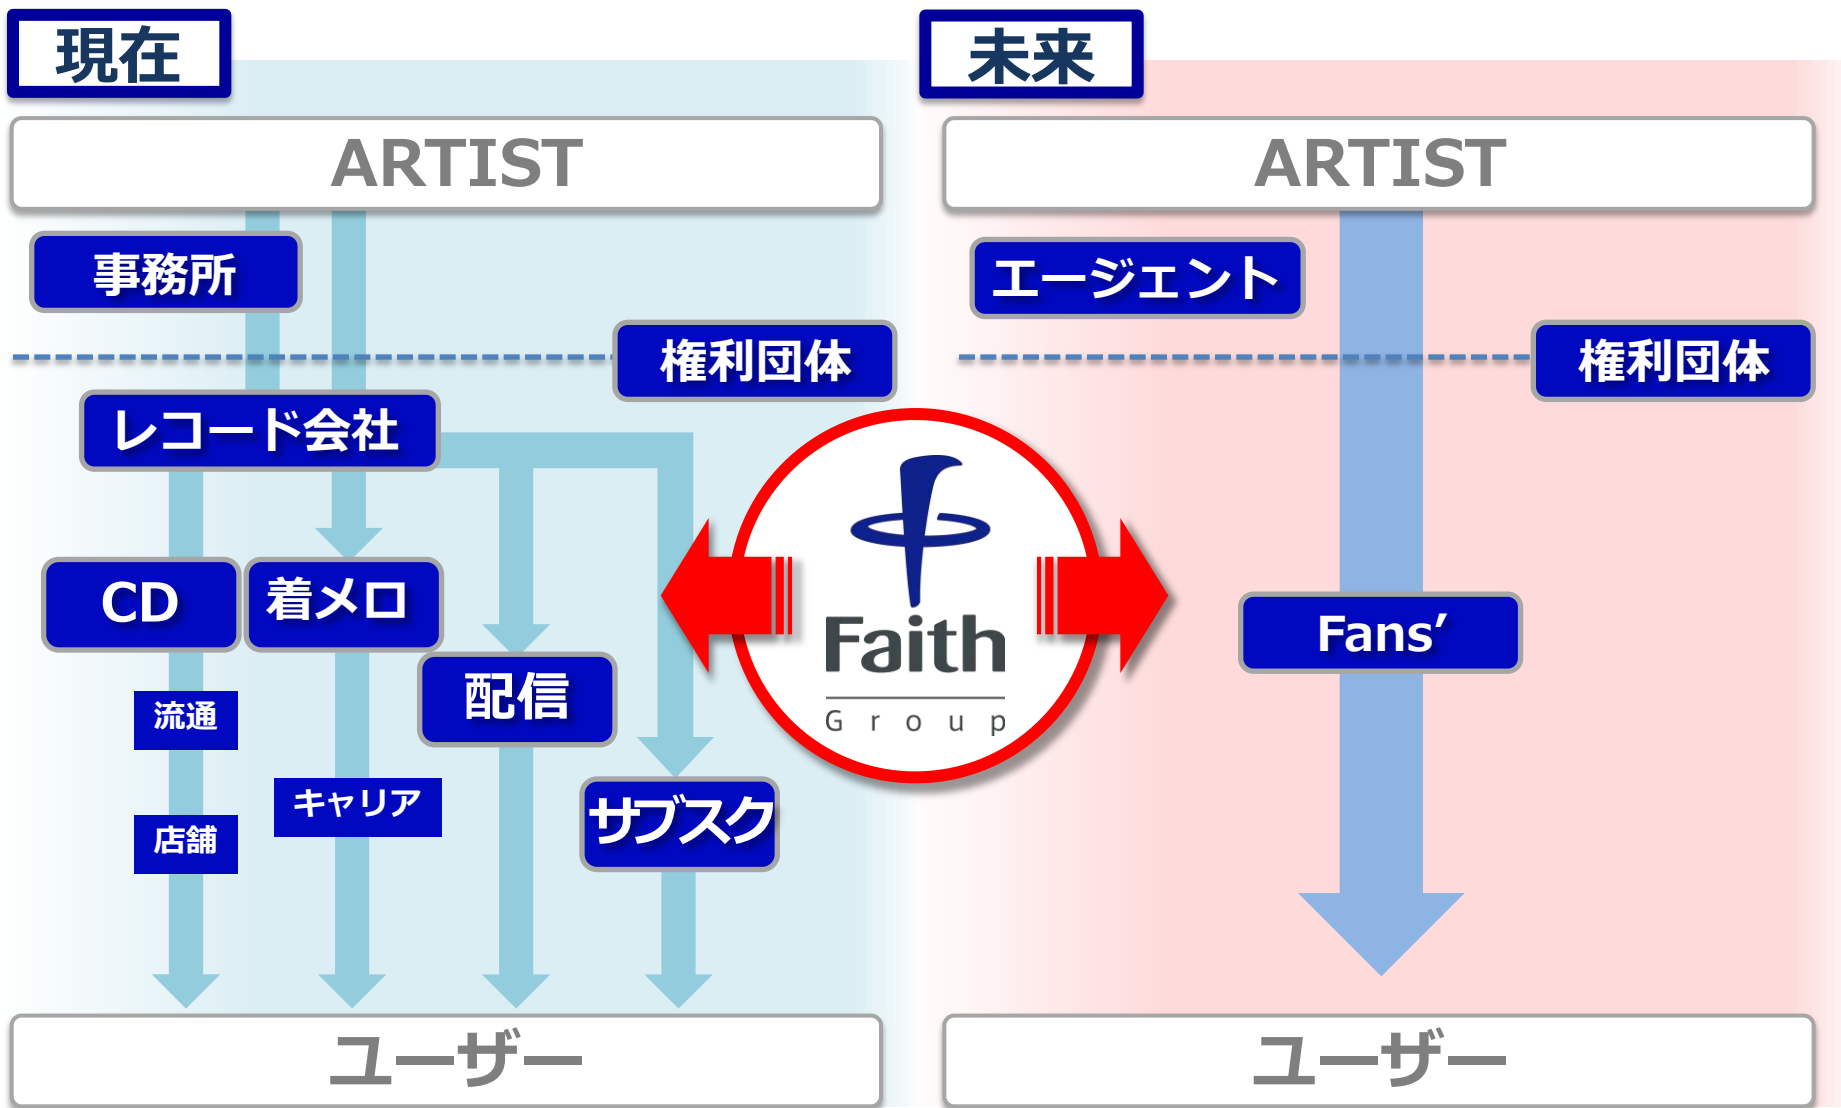 現在
ARTIST
事務所
権利団体
レコード会社
CD
着メロ
配信
サブスク
流通
店舗
キャリア
ユーザー
Faith
Group
未来
ARTIST
エージェント
権利団体
Fans’
ユーザー